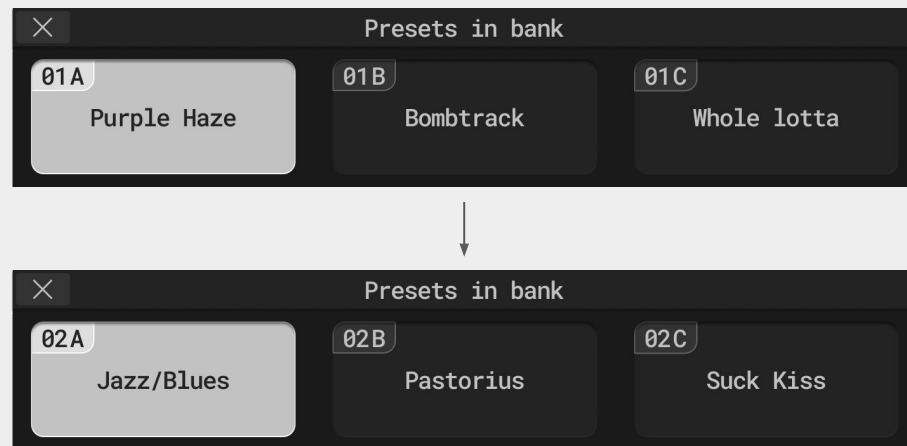 Presets in bank
01A
Purple Haze
01B
Bombtrack
01C
Whole lotta
Presets in bank
02A
Jazz/Blues
02B
Pastorius
02C
Suck Kiss